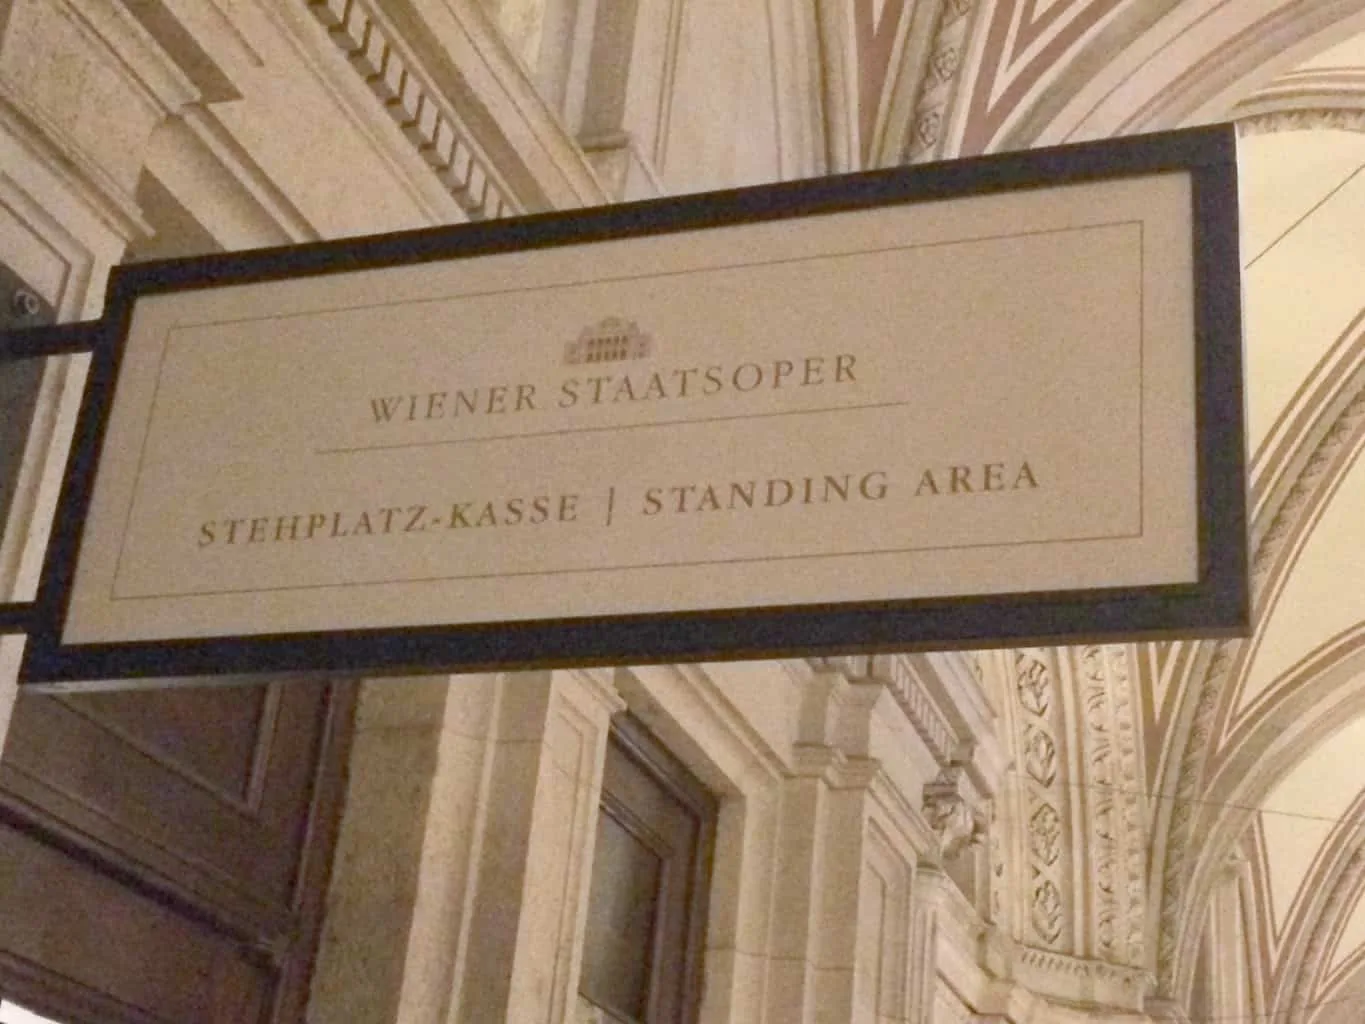 WIENER STAATSOPER
STEHPLATZ-KASSE | STANDING AREA